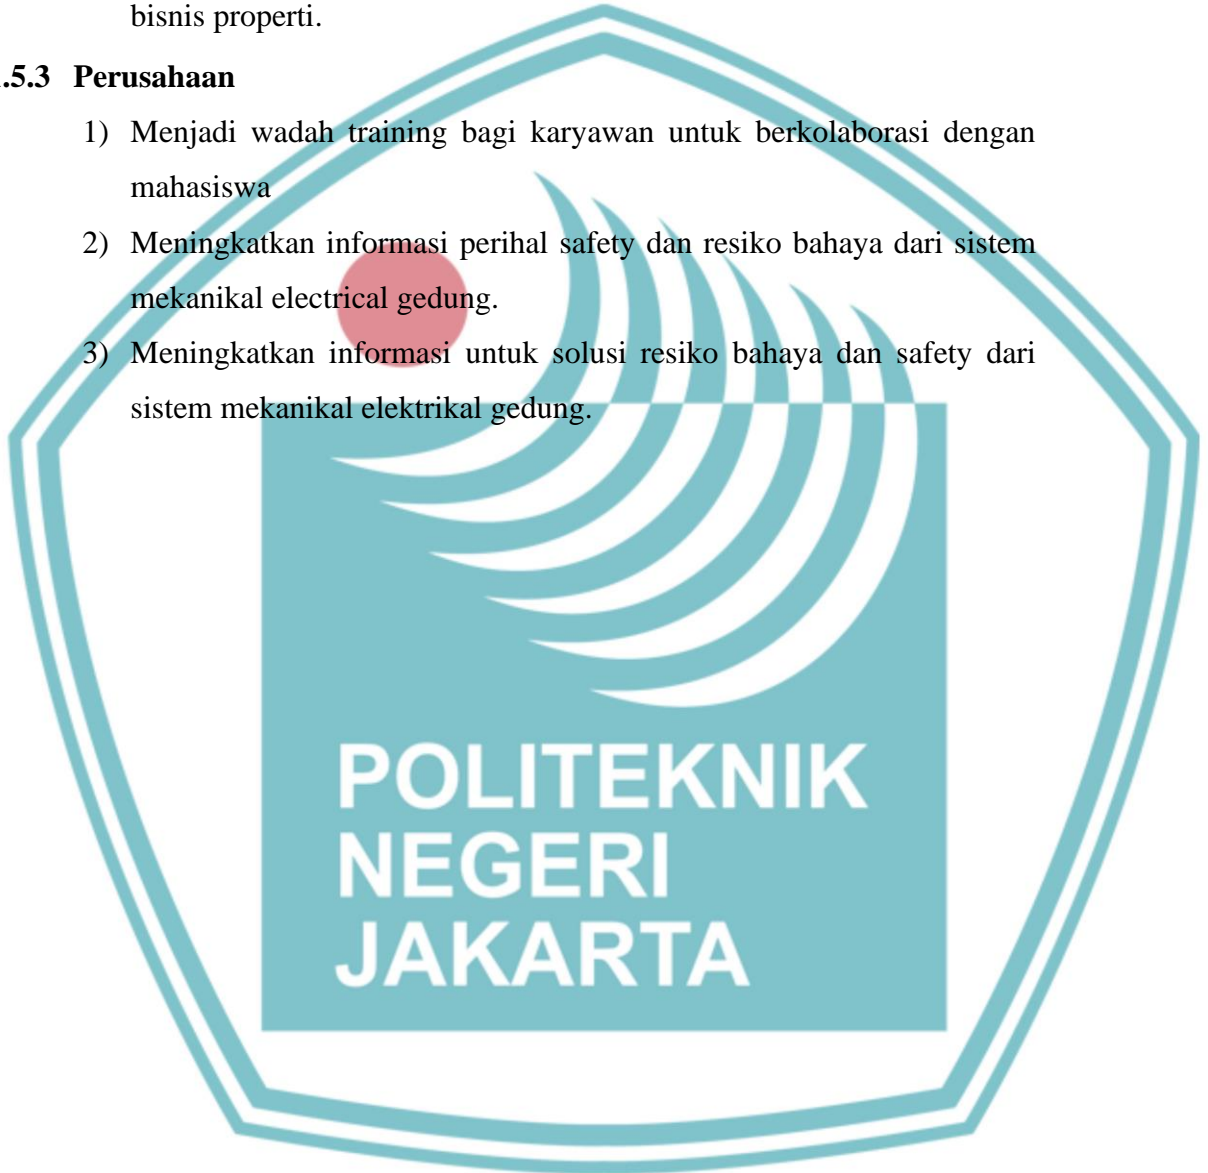 bisnis properti.
.5.3 Perusahaan
1) Menjadi wadah training bagi karyawan untuk berkolaborasi dengan
mahasiswa
2) Meningkatkan informasi perihal safety dan resiko bahaya dari sistem
mekanikal electrical gedung.
3) Meningkatkan informasi untuk solusi resiko bahaya dan safety dari
sistem mekanikal elektrikal gedung.
POLITEKNIK
NEGERI
JAKARTA